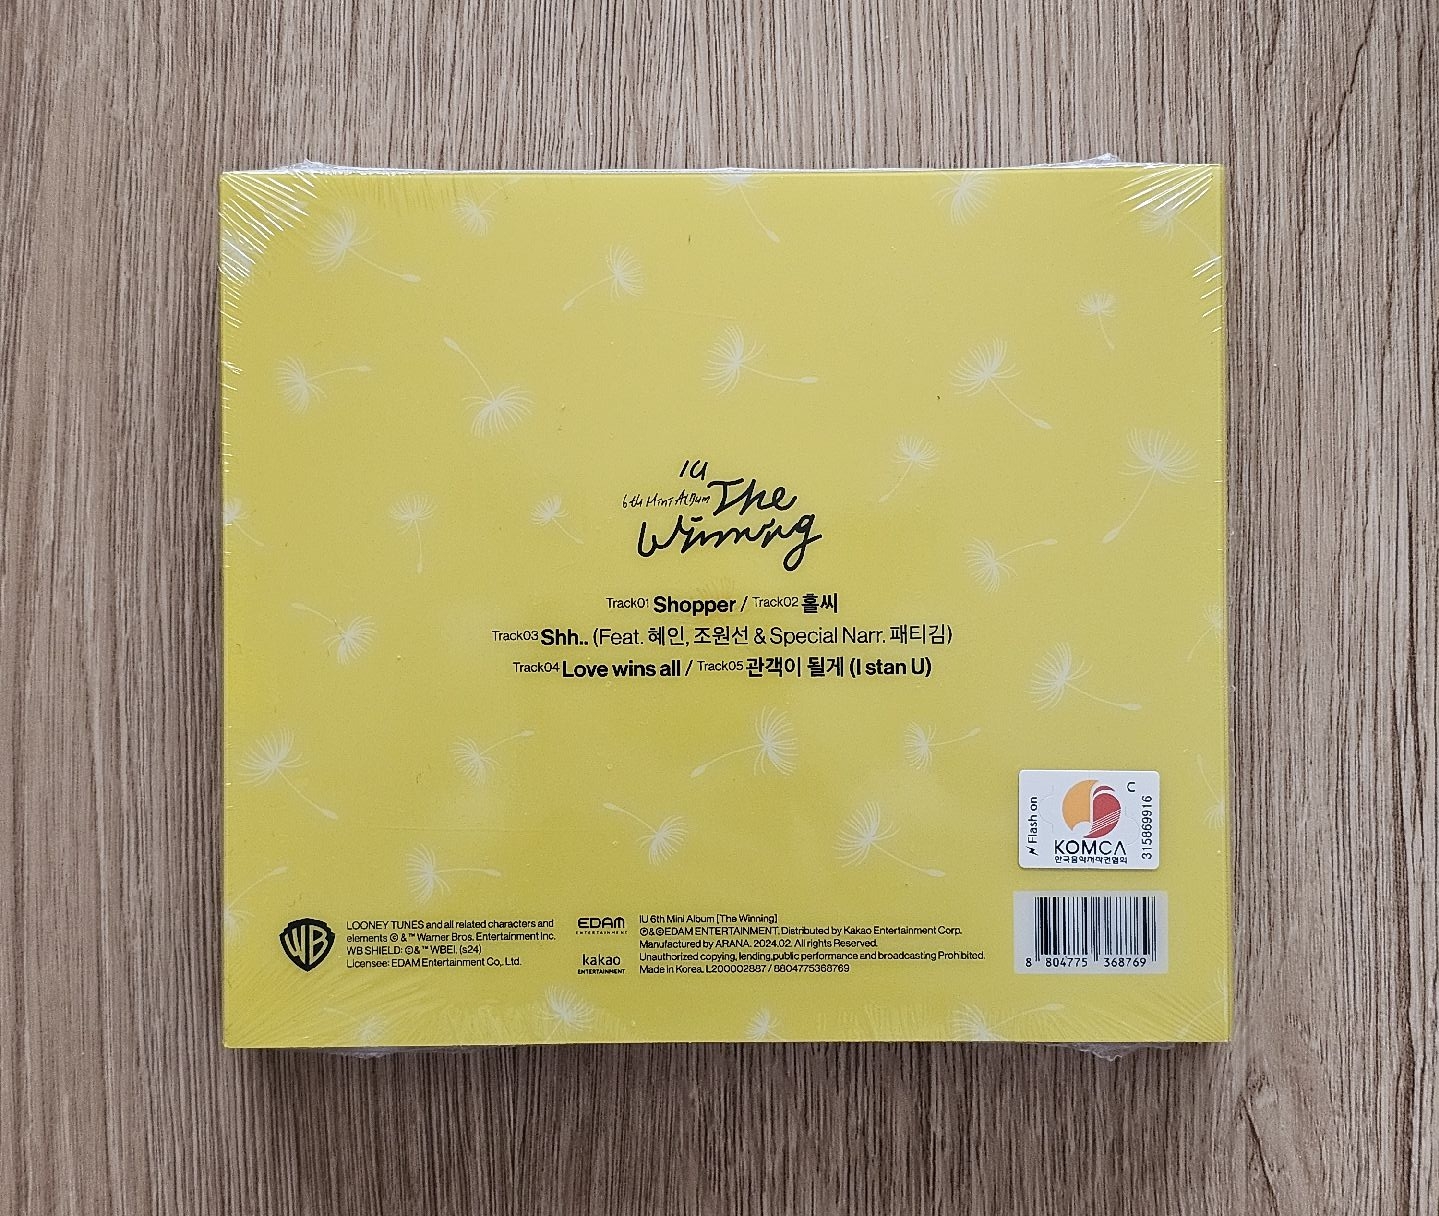 IU
6th Mini Album The
Winning
Track01 Shopper / Track02 홀씨
Track03 Shh.. (Feat. 혜인, 조원선 & Special Narr. 패티김)
Track04 Love wins all / Track05 관객이 될게 (I stan U)
Flash on
C
KOMCA
한국음악저작권협회
315869916
WB
LOONEY TUNES and all related characters and
elements © & ™ Warner Bros. Entertainment Inc.
WB SHIELD: © & ™ WBEI. (s24)
Licensee: EDAM Entertainment Co,. Ltd.
EDAM
ENTERTAINMENT
kakao
ENTERTAINMENT
IU 6th Mini Album [The Winning]
℗&©EDAM ENTERTAINMENT, Distributed by Kakao Entertainment Corp.
Manufactured by ARANA. 2024.02. All rights Reserved.
Unauthorized copying, lending,public performance and broadcasting Prohibited.
Made in Korea. L200002887 / 8804775368769
8 804775 368769